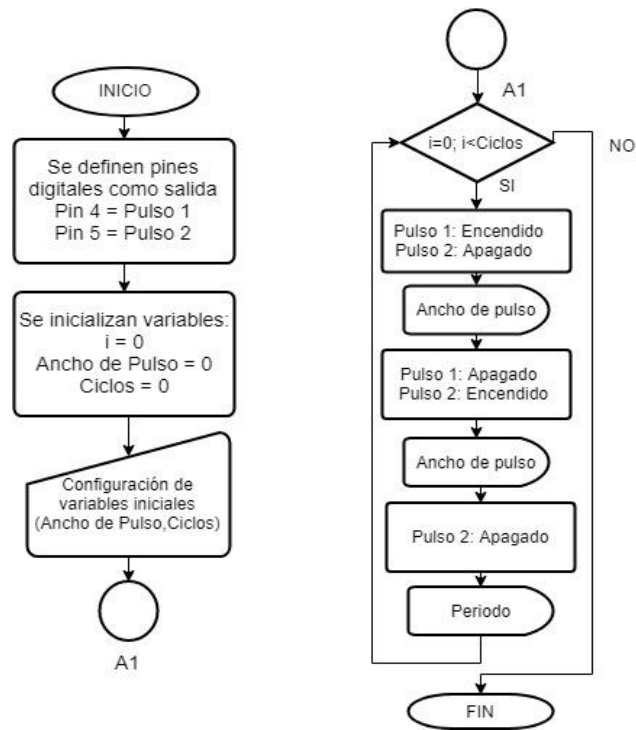 INICIO
Se definen pines
digitales como salida
Pin 4 = Pulso 1
Pin 5 = Pulso 2
Se inicializan variables:
i = 0
Ancho de Pulso = 0
Ciclos = 0
Configuración de
variables iniciales
(Ancho de Pulso,Ciclos)
A1
A1
i=0; i<Ciclos
NO
SI
Pulso 1: Encendido
Pulso 2: Apagado
Ancho de pulso
Pulso 1: Apagado
Pulso 2: Encendido
Ancho de pulso
Pulso 2: Apagado
Periodo
FIN